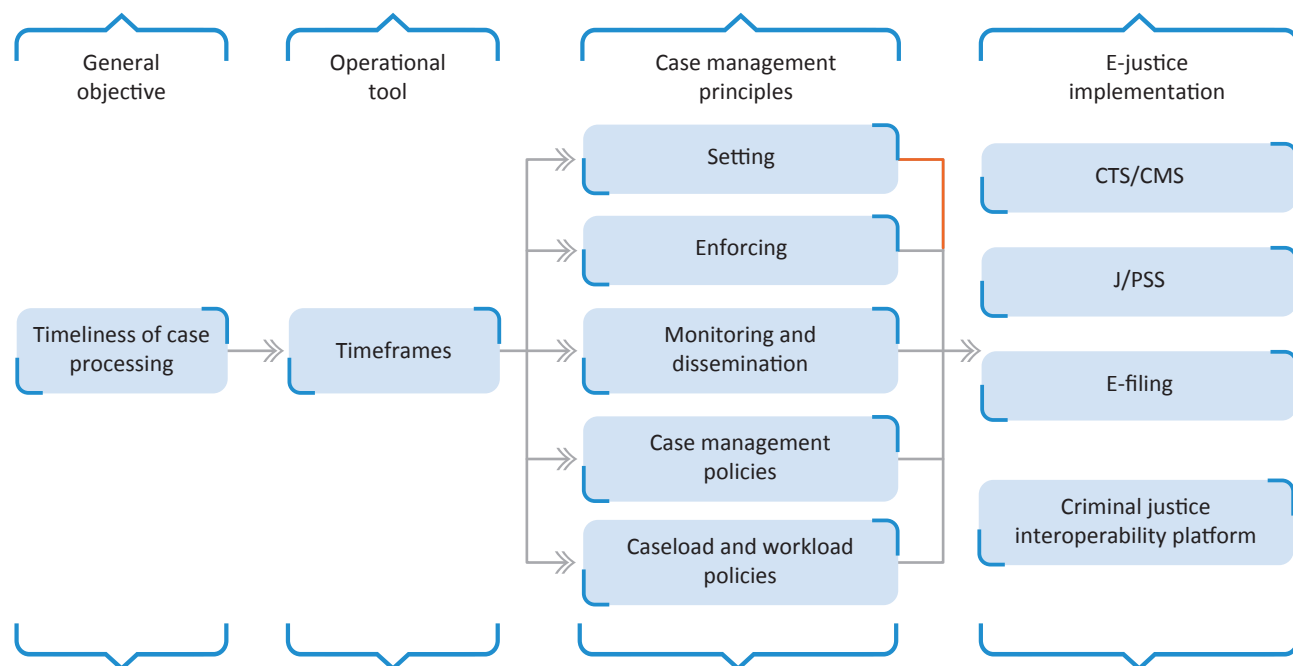 General
objective
Operational
tool
Case management
principles
E-justice
implementation
Timeliness of case
processing
Timeframes
Setting
Enforcing
Monitoring and
dissemination
Case management
policies
Caseload and workload
policies
CTS/CMS
J/PSS
E-filing
Criminal justice
interoperability platform